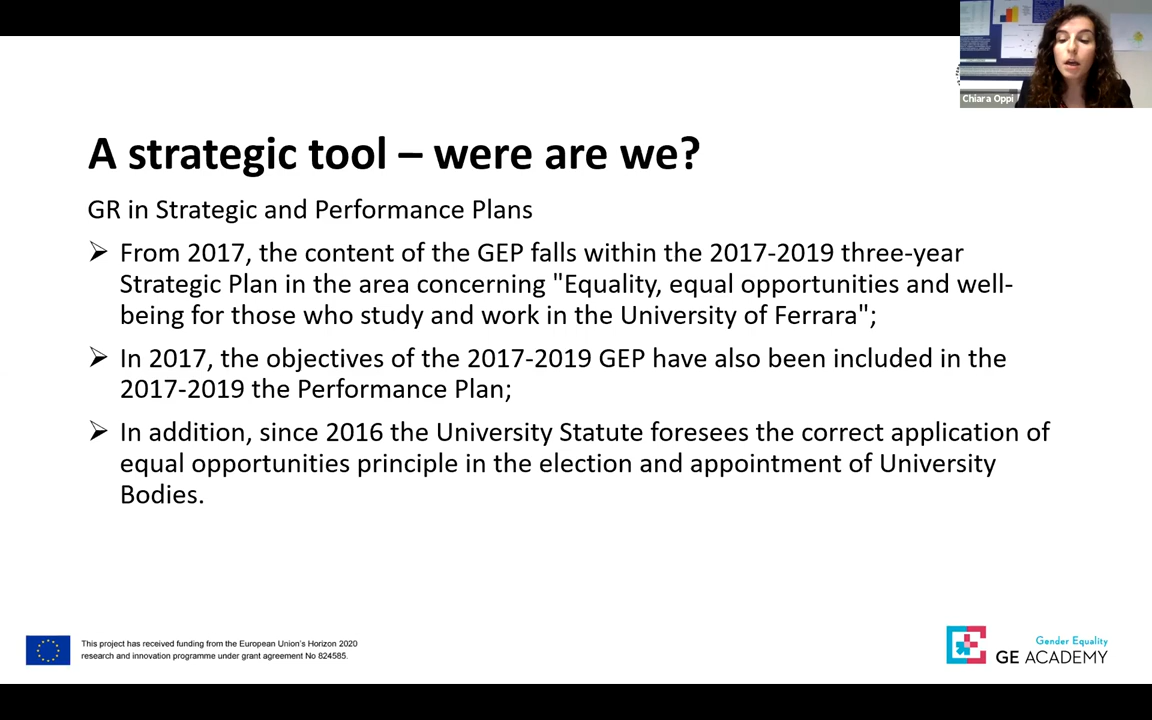 Chiara Oppi
A strategic tool – were are we?
GR in Strategic and Performance Plans
➢ From 2017, the content of the GEP falls within the 2017-2019 three-year
Strategic Plan in the area concerning "Equality, equal opportunities and well-
being for those who study and work in the University of Ferrara";
➢ In 2017, the objectives of the 2017-2019 GEP have also been included in the
2017-2019 the Performance Plan;
➢ In addition, since 2016 the University Statute foresees the correct application of
equal opportunities principle in the election and appointment of University
Bodies.
This project has received funding from the European Union's Horizon 2020
research and innovation programme under grant agreement No 824585.
Gender Equality
GE ACADEMY